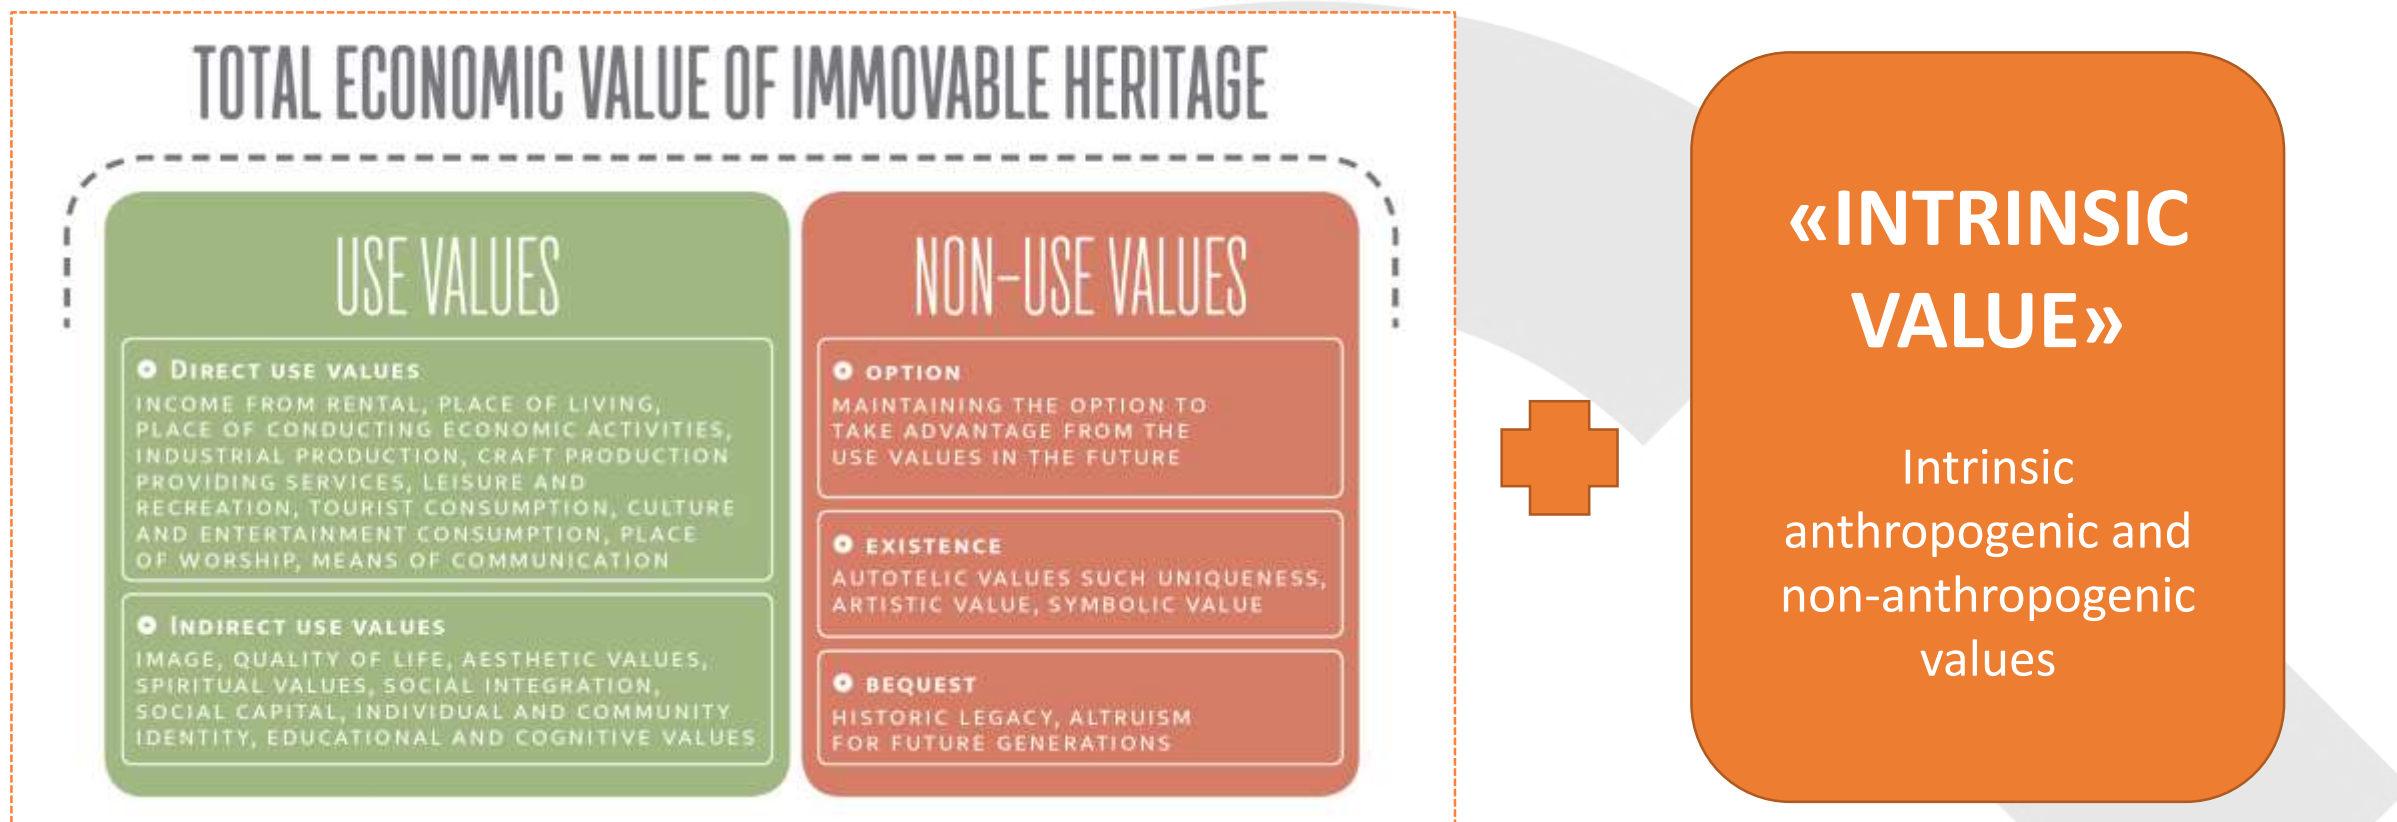 TOTAL ECONOMIC VALUE OF IMMOVABLE HERITAGE
USE VALUES
DIRECT USE VALUES
INCOME FROM RENTAL, PLACE OF LIVING,
PLACE OF CONDUCTING ECONOMIC ACTIVITIES,
INDUSTRIAL PRODUCTION, CRAFT PRODUCTION
PROVIDING SERVICES, LEISURE AND
RECREATION, TOURIST CONSUMPTION, CULTURE
AND ENTERTAINMENT CONSUMPTION, PLACE
OF WORSHIP, MEANS OF COMMUNICATION
INDIRECT USE VALUES
IMAGE, QUALITY OF LIFE, AESTHETIC VALUES,
SPIRITUAL VALUES, SOCIAL INTEGRATION,
SOCIAL CAPITAL, INDIVIDUAL AND COMMUNITY
IDENTITY, EDUCATIONAL AND COGNITIVE VALUES
NON-USE VALUES
OPTION
MAINTAINING THE OPTION TO
TAKE ADVANTAGE FROM THE
USE VALUES IN THE FUTURE
EXISTENCE
AUTOTELIC VALUES SUCH UNIQUENESS,
ARTISTIC VALUE, SYMBOLIC VALUE
BEQUEST
HISTORIC LEGACY, ALTRUISM
FOR FUTURE GENERATIONS
«INTRINSIC
VALUE»
Intrinsic
anthropogenic and
non-anthropogenic
values